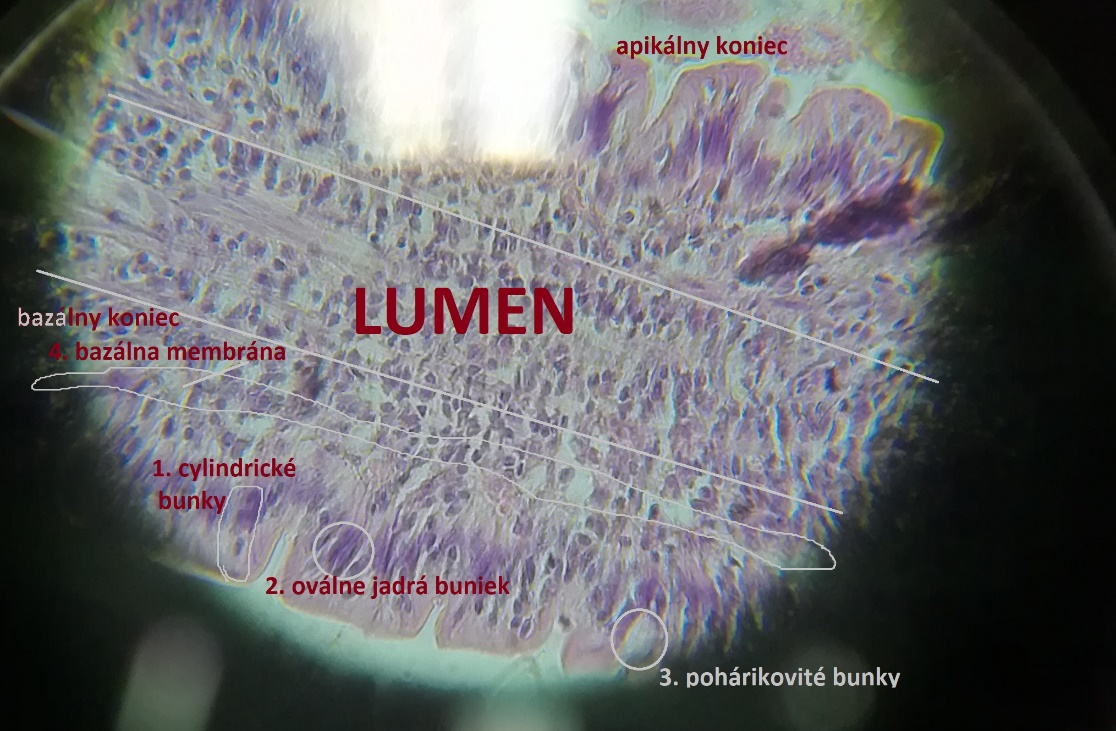 apikálny koniec
LUMEN
bazalny koniec
4. bazálna membrána
1. cylindrické
bunky
2. oválne jadrá buniek
3. pohárikovité bunky